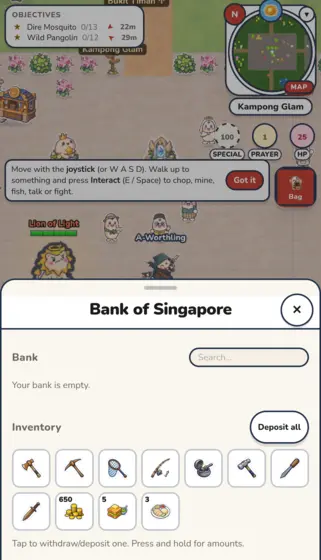 Bukit Timah
OBJECTIVES
★ Dire Mosquito 0/13 22m
★ Wild Pangolin 0/12 29m
Kampong Glam
N
MAP
Kampong Glam
100
1
25
SPECIAL
PRAYER
HP
Move with the joystick (or W A S D). Walk up to
something and press Interact (E / Space) to chop, mine,
fish, talk or fight.
Got it
Bag
Lion of Light
A-Worthling
Bank of Singapore
×
Bank
Search...
Your bank is empty.
Inventory
Deposit all
650
5
3
Tap to withdraw/deposit one. Press and hold for amounts.